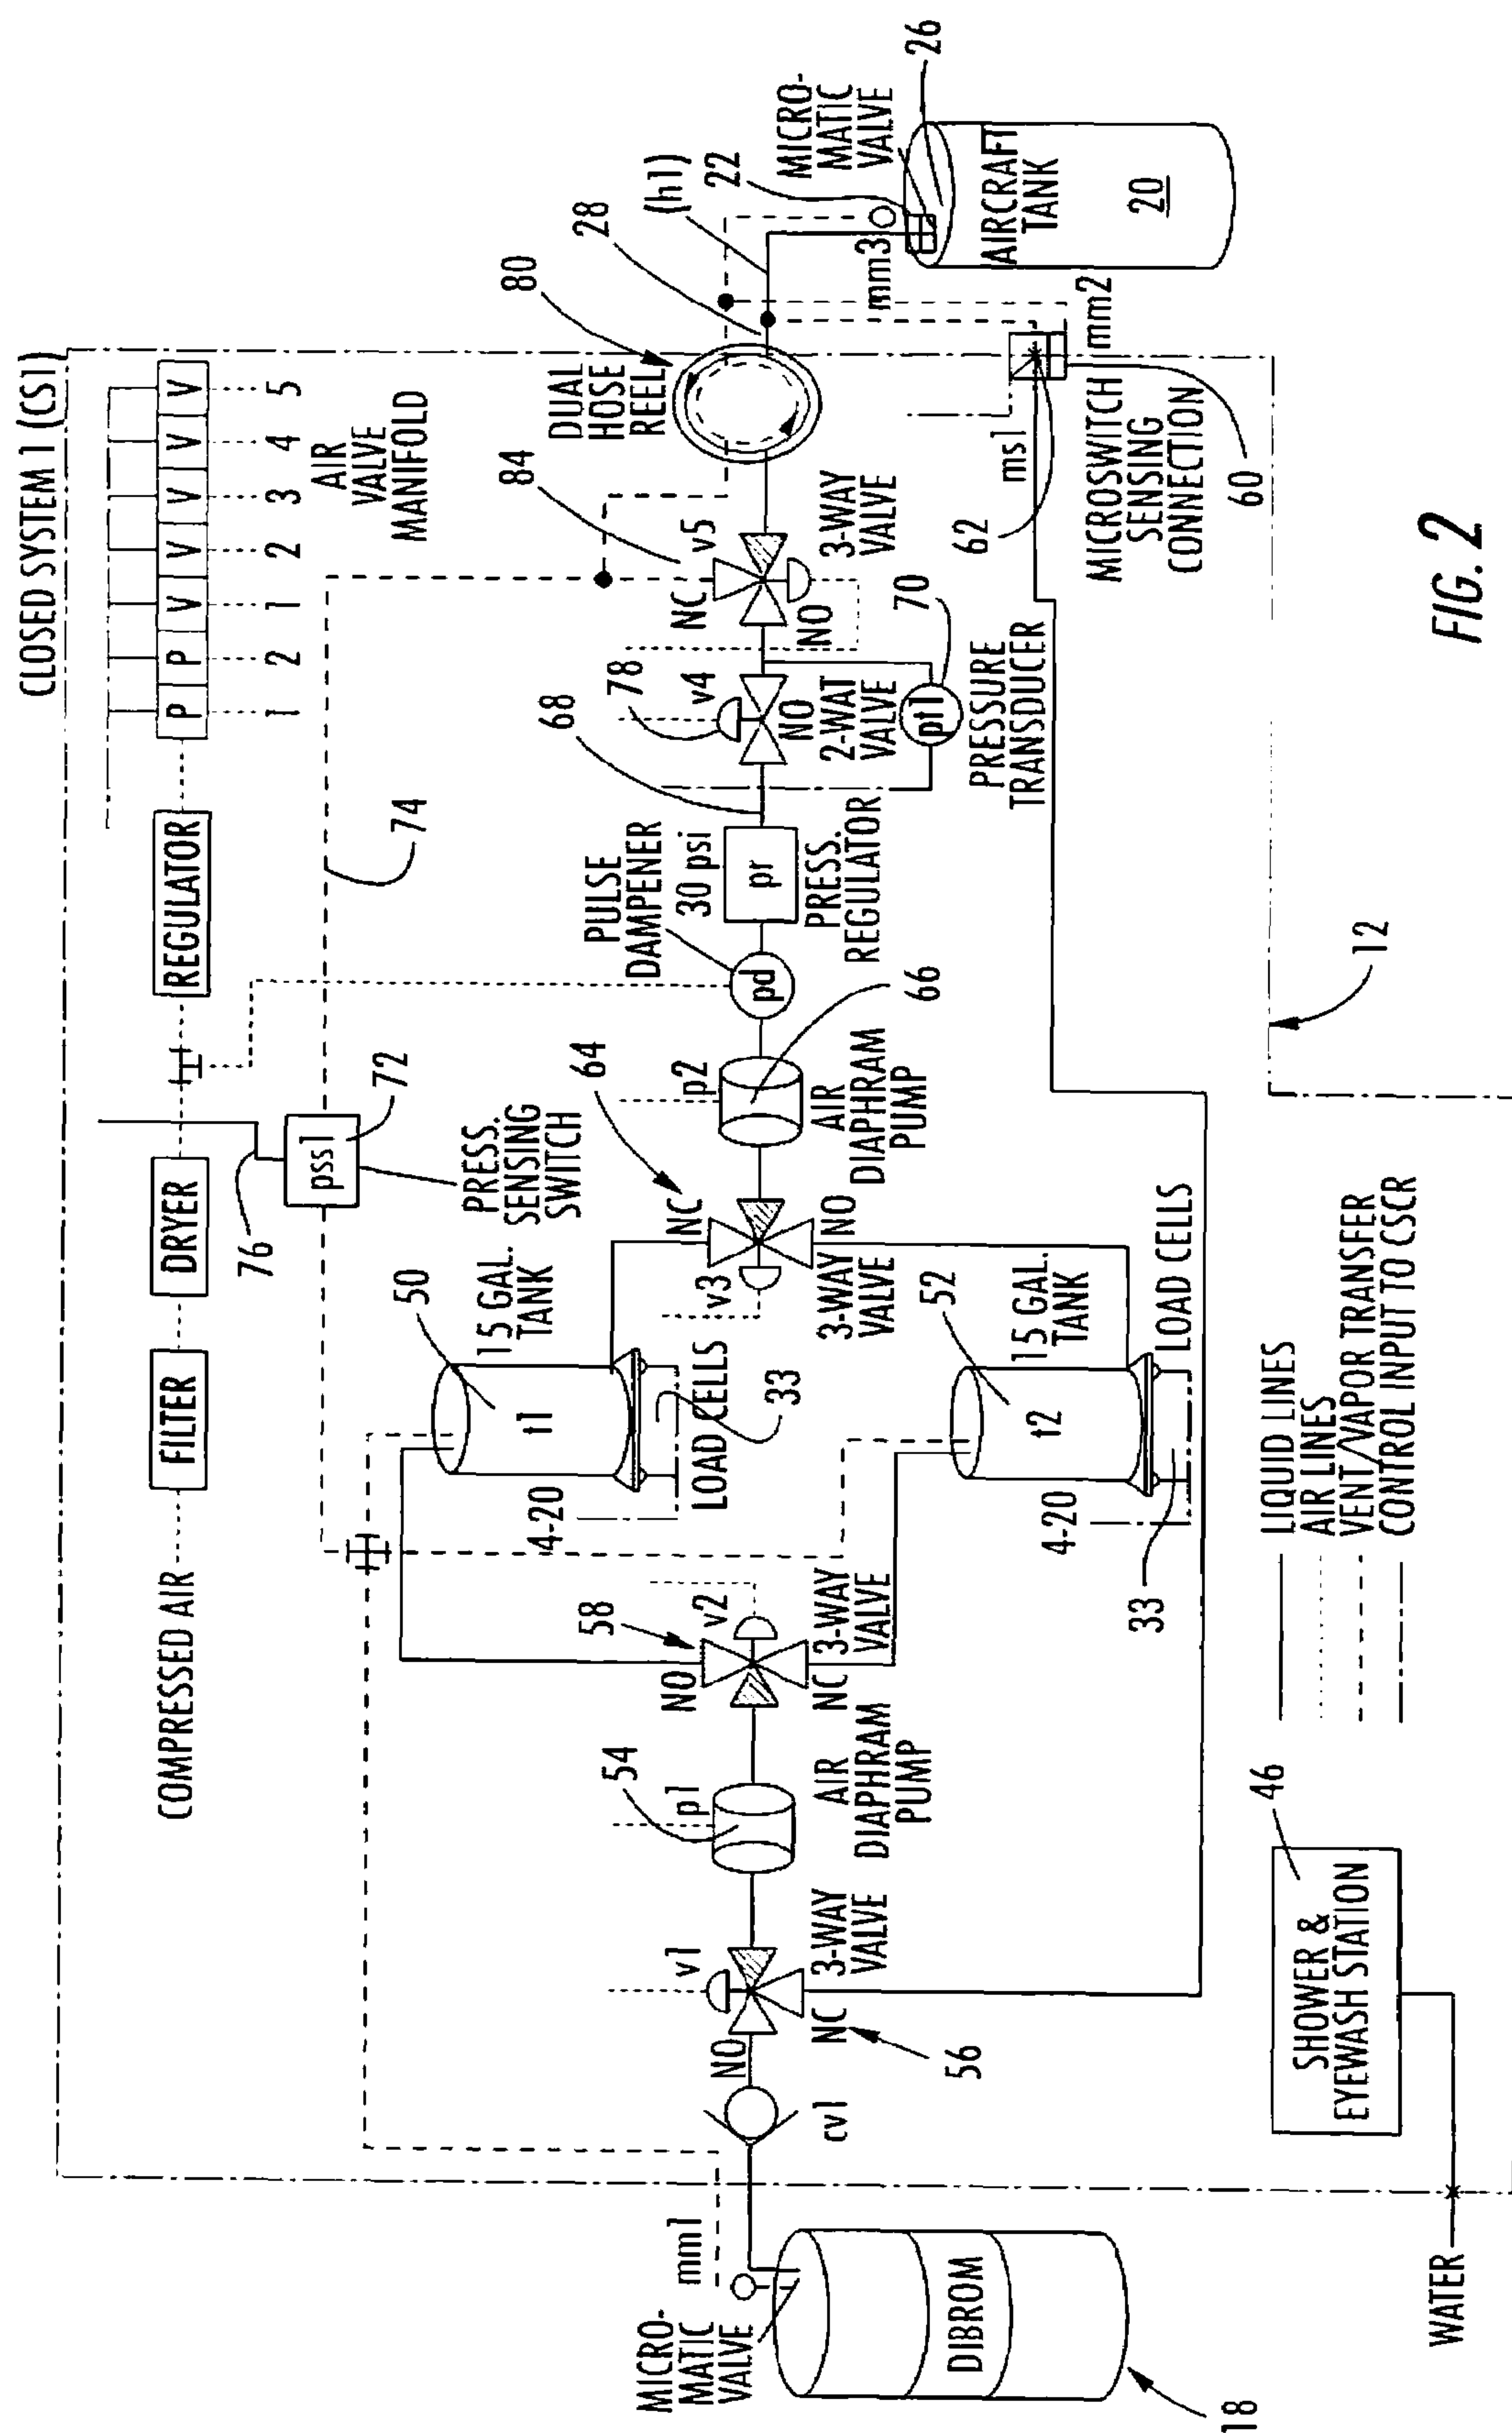 CLOSED SYSTEM 1 (CS1)
COMPRESSED AIR
FILTER
DRYER
REGULATOR
P P V V V V V
1 2 1 2 3 4 5
AIR
VALVE
MANIFOLD
76
pss1
72
PRESS.
SENSING
SWITCH
74
50
15 GAL.
TANK
t1
4-20
LOAD CELLS
33
MICRO-
MATIC
VALVE
mm1
DIBROM
18
cv1
NO
v1
NC
3-WAY
VALVE
56
54
p1
AIR
DIAPHRAM
PUMP
58
NO
v2
NC
3-WAY
VALVE
52
15 GAL.
TANK
t2
4-20
LOAD CELLS
33
64
NC
v3
NO
3-WAY
VALVE
p2
66
AIR
DIAPHRAM
PUMP
PULSE
DAMPENER
pd
30 psi
pr
PRESS.
REGULATOR
68
78
v4
NO
2-WAT
VALVE
pt1
70
PRESSURE
TRANSDUCER
84
NC
v5
NO
3-WAY
VALVE
DUAL
HOSE
REEL
80
28
(h1)
22
MICRO-
MATIC
VALVE
26
mm3
AIRCRAFT
TANK
20
62
ms1
mm2
MICROSWITCH
SENSING
CONNECTION
60
12
LIQUID LINES
AIR LINES
VENT/VAPOR TRANSFER
CONTROL INPUT TO CSCR
46
SHOWER &
EYEWASH STATION
WATER
FIG. 2